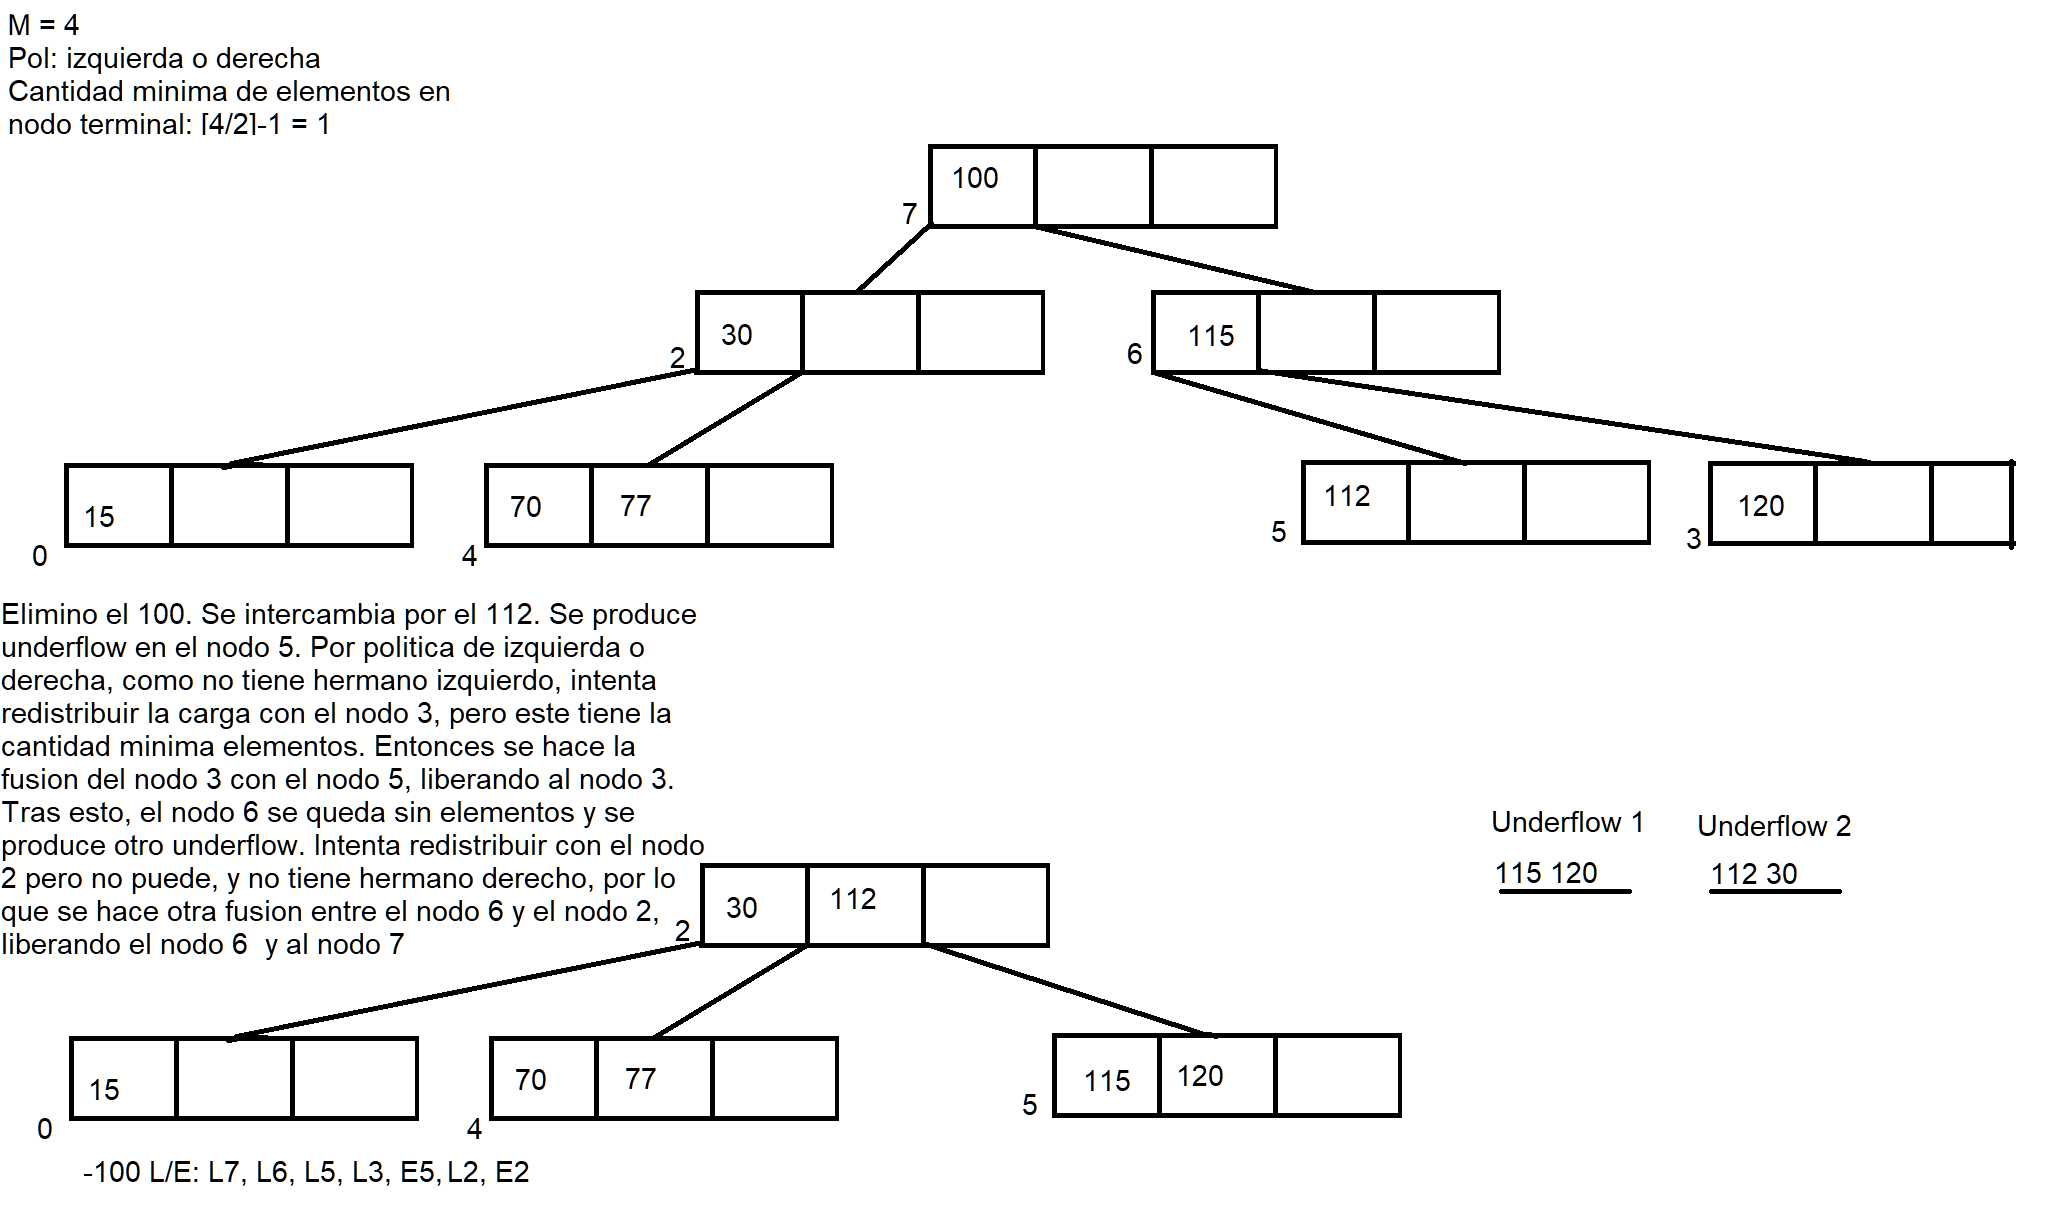 M = 4
Pol: izquierda o derecha
Cantidad minima de elementos en
nodo terminal: [4/2]-1 = 1
100
7
30
115
2
6
15
70 77
112
120
0
4
5
3
Elimino el 100. Se intercambia por el 112. Se produce
underflow en el nodo 5. Por politica de izquierda o
derecha, como no tiene hermano izquierdo, intenta
redistribuir la carga con el nodo 3, pero este tiene la
cantidad minima elementos. Entonces se hace la
fusion del nodo 3 con el nodo 5, liberando al nodo 3.
Tras esto, el nodo 6 se queda sin elementos y se
produce otro underflow. Intenta redistribuir con el nodo
2 pero no puede, y no tiene hermano derecho, por lo
que se hace otra fusion entre el nodo 6 y el nodo 2,
liberando el nodo 6 y al nodo 7
Underflow 1
Underflow 2
115 120
112 30
30 112
2
15
70 77
115 120
0
4
5
-100 L/E: L7, L6, L5, L3, E5, L2, E2